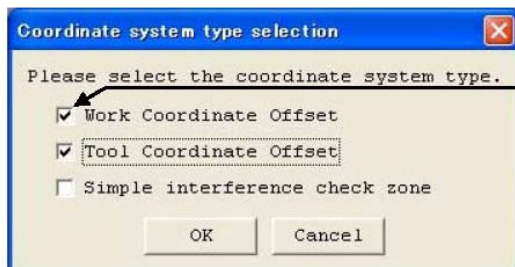 Coordinate system type selection
Please select the coordinate system type.
Work Coordinate Offset
Tool Coordinate Offset
Simple interference check zone
OK Cancel